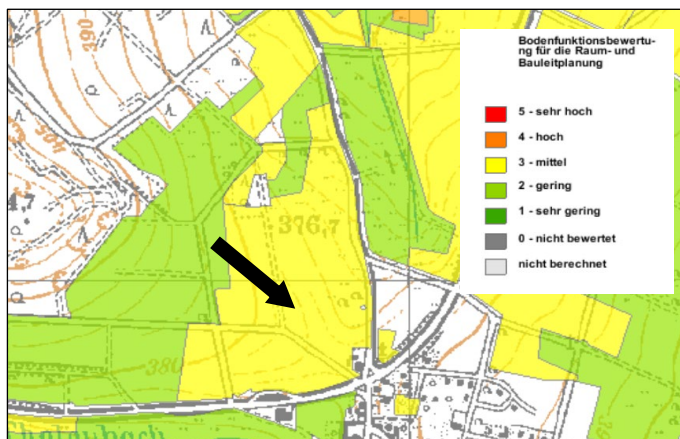 Bodenfunktionsbewertu-
ng für die Raum- und
Bauleitplanung
5 - sehr hoch
4 - hoch
3 - mittel
2 - gering
1 - sehr gering
0 - nicht bewertet
nicht berechnet
390
376,7
380